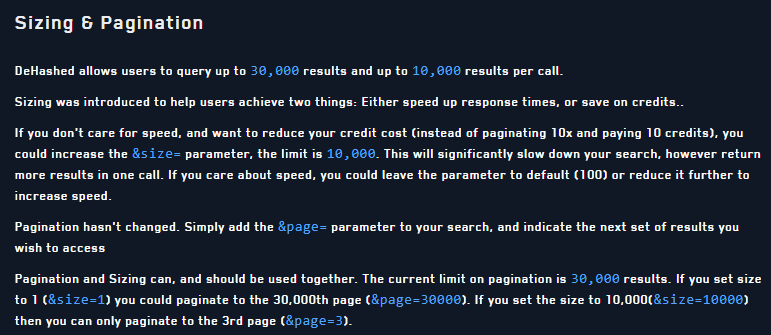 Sizing & Pagination
DeHashed allows users to query up to 30,000 results and up to 10,000 results per call.
Sizing was introduced to help users achieve two things: Either speed up response times, or save on credits..
If you don't care for speed, and want to reduce your credit cost (instead of paginating 10x and paying 10 credits), you
could increase the &size= parameter, the limit is 10,000. This will significantly slow down your search, however return
more results in one call. If you care about speed, you could leave the parameter to default (100) or reduce it further to
increase speed.
Pagination hasn't changed. Simply add the &page= parameter to your search, and indicate the next set of results you
wish to access
Pagination and Sizing can, and should be used together. The current limit on pagination is 30,000 results. If you set size
to 1 (&size=1) you could paginate to the 30,000th page (&page=30000). If you set the size to 10,000(&size=10000)
then you can only paginate to the 3rd page (&page=3).